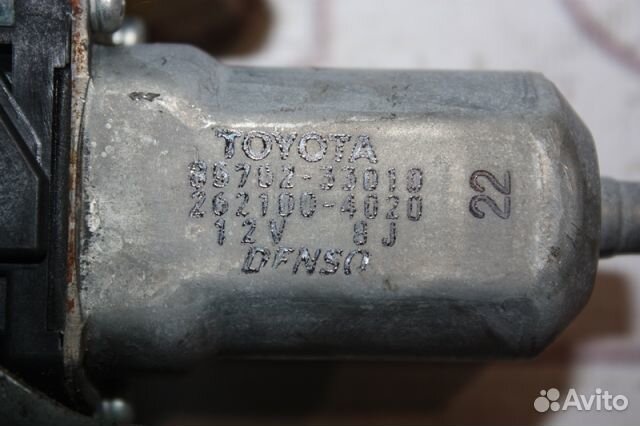 TOYOTA
85702-33010
262100-4020
12V 8J
DENSO
22
Avito